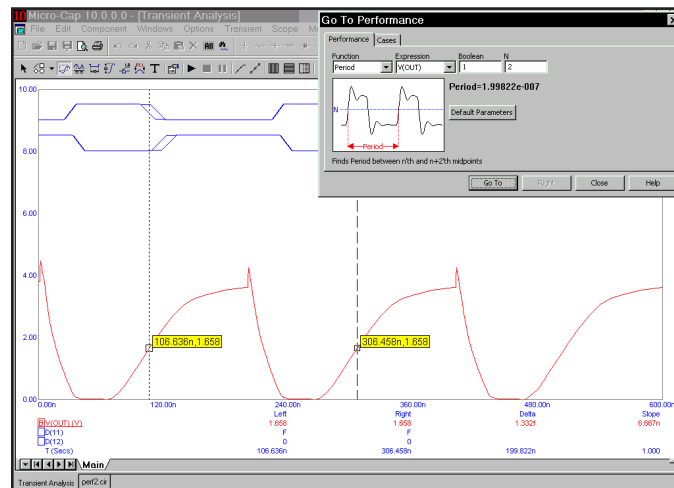 10 Micro-Cap 10.0.0.0 - [Transient Analysis]
File Edit Component Windows Options Transient Scope
Go To Performance
Performance Cases
Function Expression Boolean N
Period V(OUT) 1 2
Period=1.99822e-007
Default Parameters
N
Period
Finds Period between n'th and n+2'th midpoints
Go To Right Close Help
10.00
8.00
6.00
4.00
2.00
0.00
106.636n,1.658
306.458n,1.658
0.00n 120.00n 240.00n 360.00n 480.00n 600.00n
Left Right Delta Slope
V(OUT) (V) 1.658 1.658 1.332f 6.667n
D(11) F F
D(12) 0 0
T (Secs) 106.636n 306.458n 199.822n 1.000
Main
Transient Analysis perf2.cir